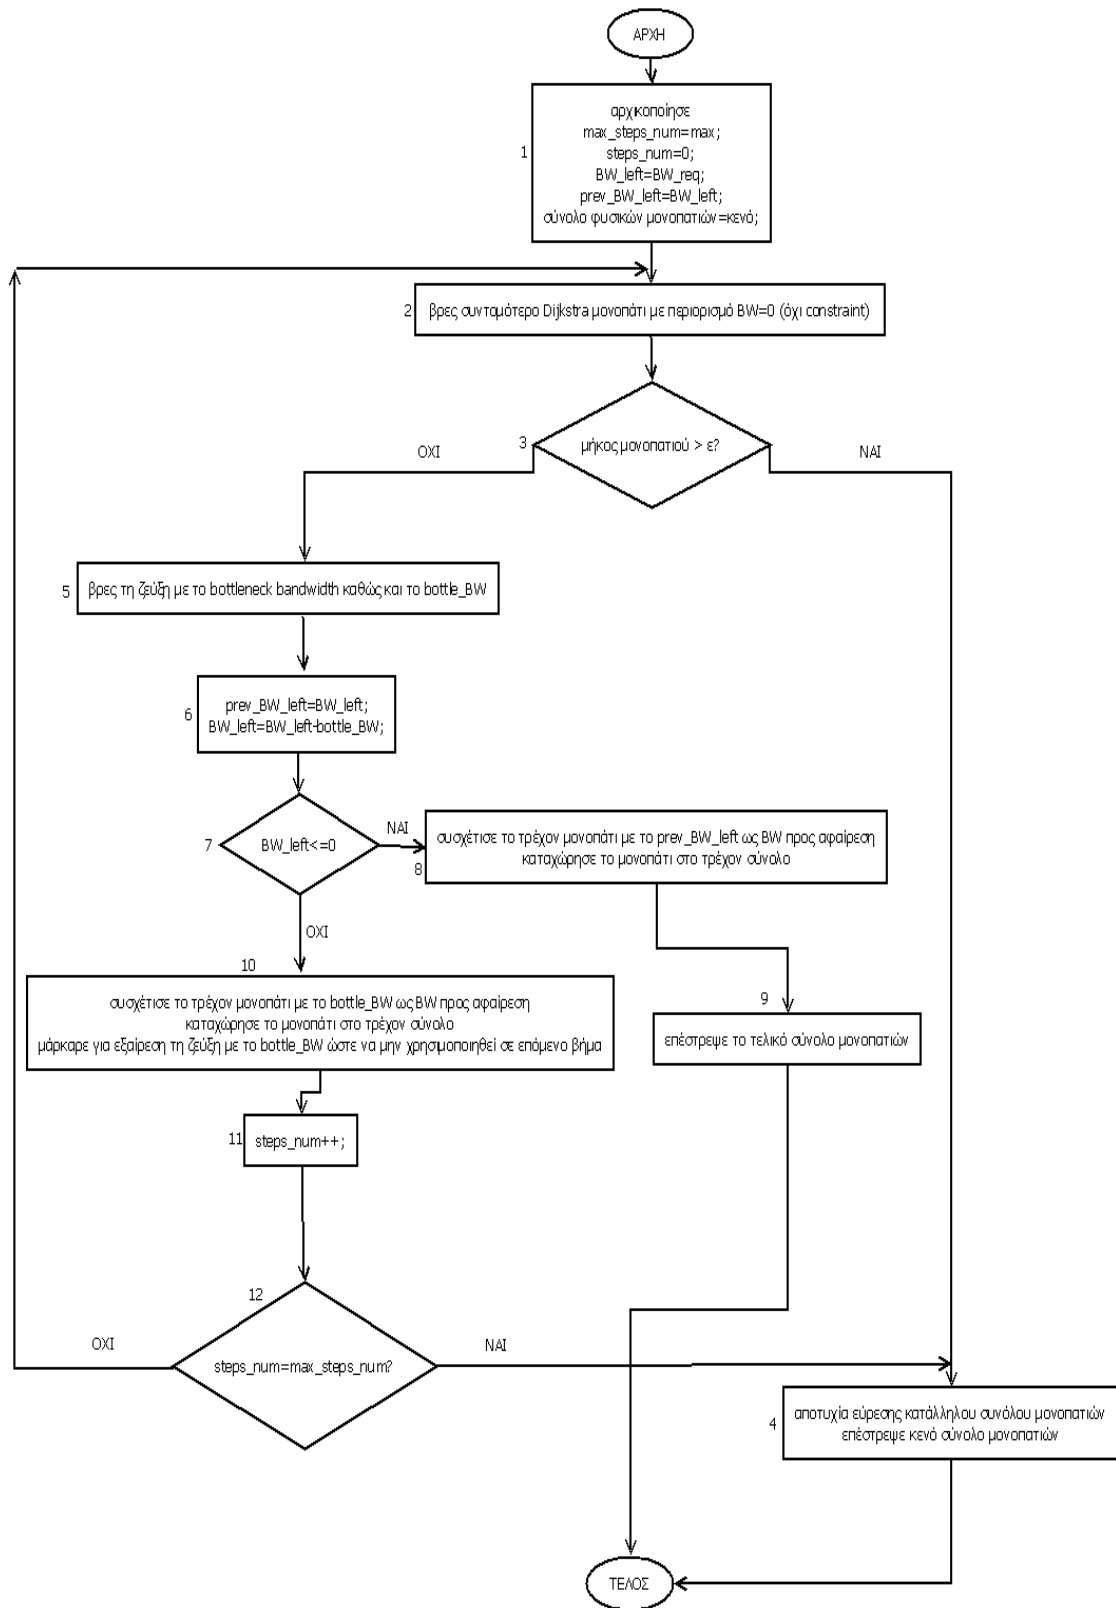 ΑΡΧΗ
1
αρχικοποίησε
max_steps_num=max;
steps_num=0;
BW_left=BW_req;
prev_BW_left=BW_left;
σύνολο φυσικών μονοπατιών=κενό;
2
βρες συντομότερο Dijkstra μονοπάτι με περιορισμό BW=0 (όχι constraint)
3
μήκος μονοπατιού > ε?
ΟΧΙ
ΝΑΙ
5
βρες τη ζεύξη με το bottleneck bandwidth καθώς και το bottle_BW
6
prev_BW_left=BW_left;
BW_left=BW_left-bottle_BW;
7
BW_left<=0
ΝΑΙ
8
συσχέτισε το τρέχον μονοπάτι με το prev_BW_left ως BW προς αφαίρεση
καταχώρησε το μονοπάτι στο τρέχον σύνολο
ΟΧΙ
10
συσχέτισε το τρέχον μονοπάτι με το bottle_BW ως BW προς αφαίρεση
καταχώρησε το μονοπάτι στο τρέχον σύνολο
μάρκαρε για εξαίρεση τη ζεύξη με το bottle_BW ώστε να μην χρησιμοποιηθεί σε επόμενο βήμα
9
επέστρεψε το τελικό σύνολο μονοπατιών
11
steps_num++;
12
steps_num=max_steps_num?
ΟΧΙ
ΝΑΙ
4
αποτυχία εύρεσης κατάλληλου συνόλου μονοπατιών
επέστρεψε κενό σύνολο μονοπατιών
ΤΕΛΟΣ